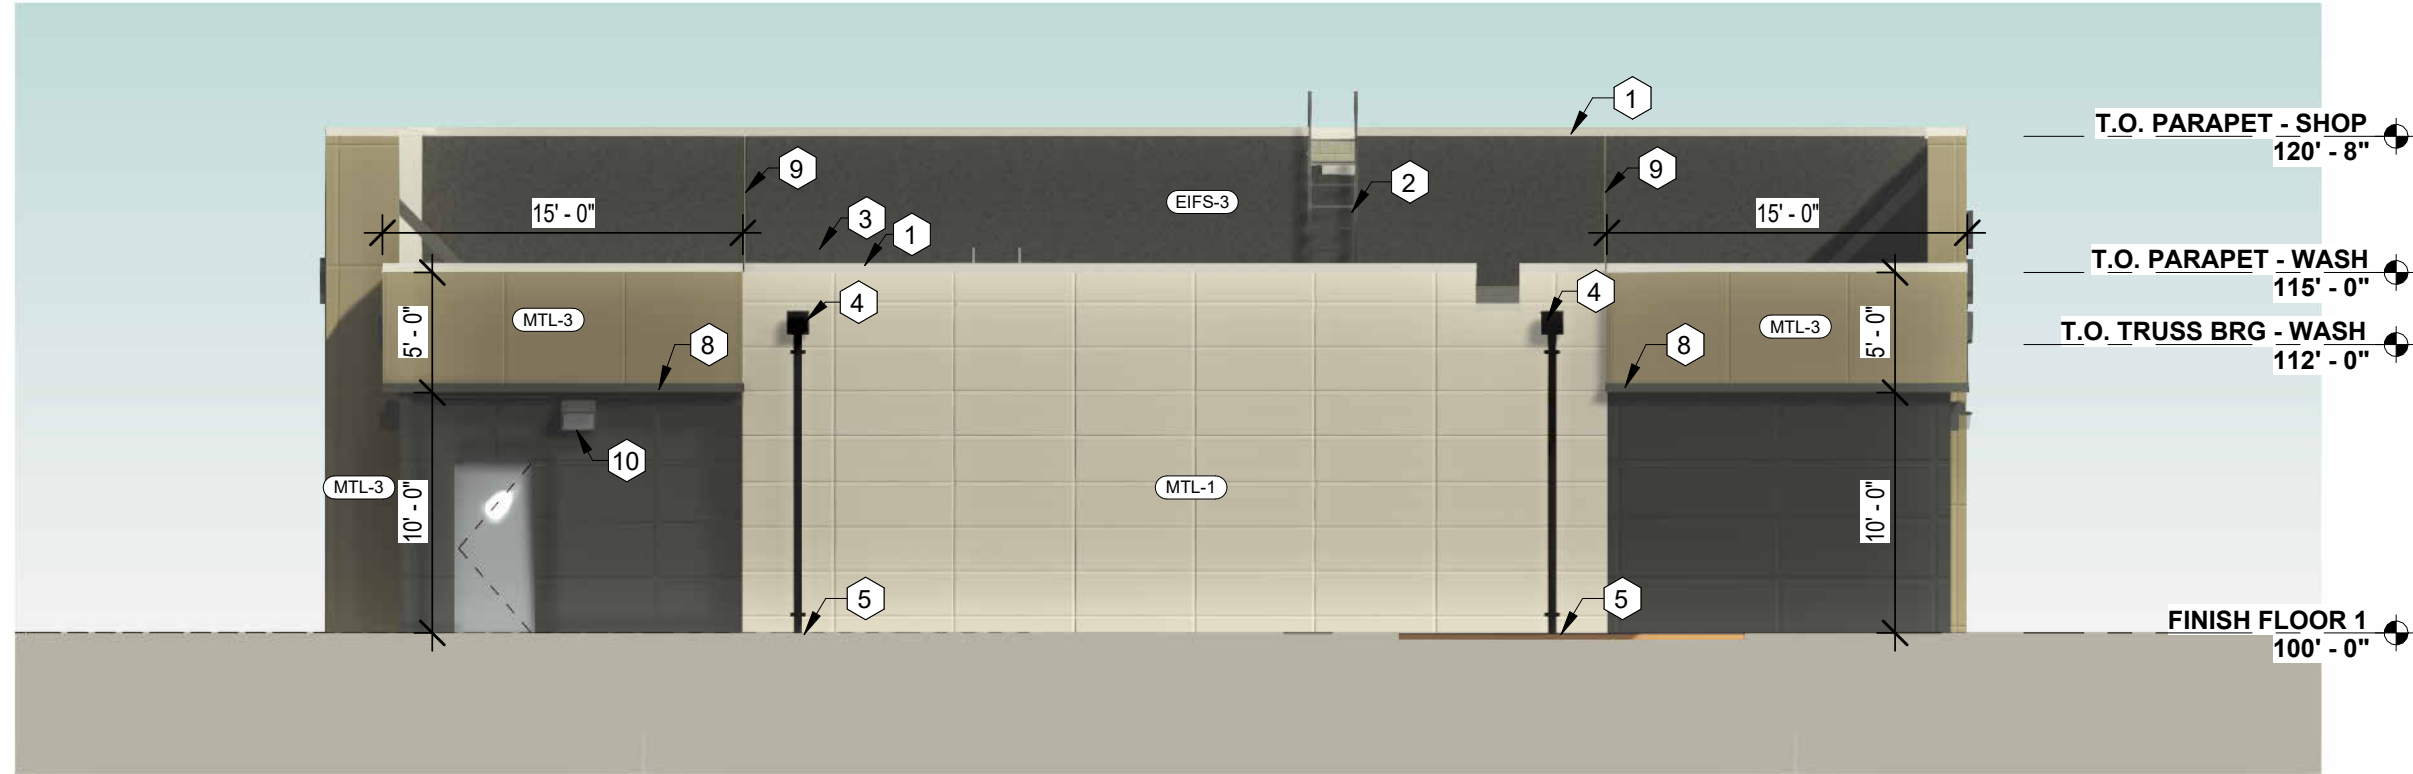 1
T.O. PARAPET - SHOP
120' - 8"
9
9
2
EIFS-3
15' - 0"
15' - 0"
3
1
T.O. PARAPET - WASH
115' - 0"
4
4
MTL-3
MTL-3
5' - 0"
5' - 0"
8
8
T.O. TRUSS BRG - WASH
112' - 0"
10
MTL-3
10' - 0"
MTL-1
10' - 0"
5
5
FINISH FLOOR 1
100' - 0"